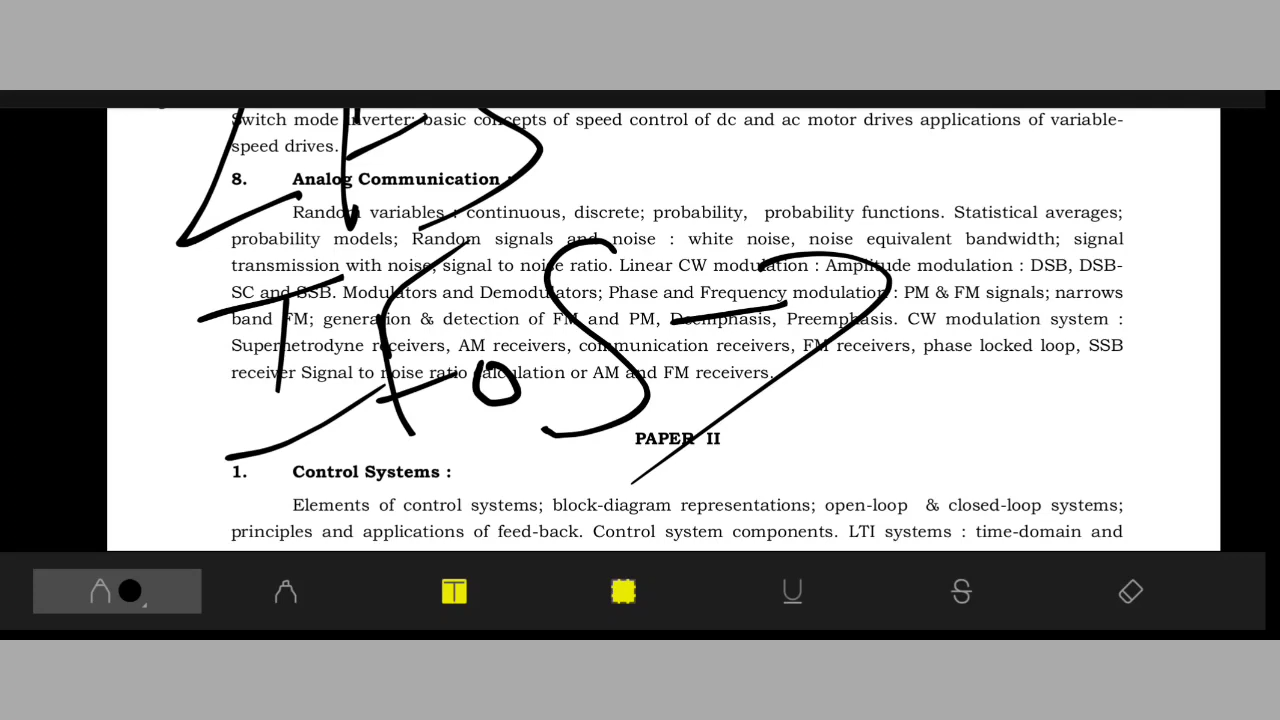 Switch mode inverter; basic concepts of speed control of dc and ac motor drives applications of variable-
speed drives.
8. Analog Communication :
Random variables : continuous, discrete; probability, probability functions. Statistical averages;
probability models; Random signals and noise : white noise, noise equivalent bandwidth; signal
transmission with noise, signal to noise ratio. Linear CW modulation : Amplitude modulation : DSB, DSB-
SC and SSB. Modulators and Demodulators; Phase and Frequency modulation : PM & FM signals; narrows
band FM; generation & detection of FM and PM, Deemphasis, Preemphasis. CW modulation system :
Superhetrodyne receivers, AM receivers, communication receivers, FM receivers, phase locked loop, SSB
receiver Signal to noise ratio calculation or AM and FM receivers.
PAPER II
1. Control Systems :
Elements of control systems; block-diagram representations; open-loop & closed-loop systems;
principles and applications of feed-back. Control system components. LTI systems : time-domain and